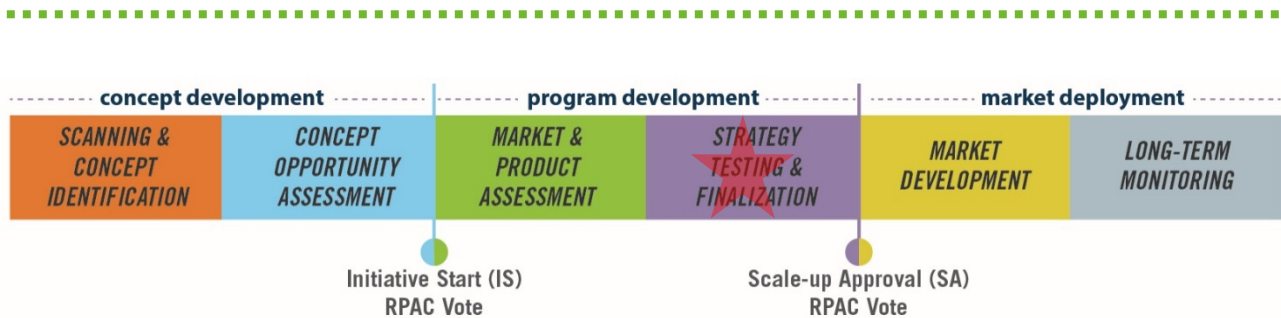 concept development
program development
market deployment
SCANNING &
CONCEPT
IDENTIFICATION
CONCEPT
OPPORTUNITY
ASSESSMENT
MARKET &
PRODUCT
ASSESSMENT
STRATEGY
TESTING &
FINALIZATION
MARKET
DEVELOPMENT
LONG-TERM
MONITORING
Initiative Start (IS)
RPAC Vote
Scale-up Approval (SA)
RPAC Vote